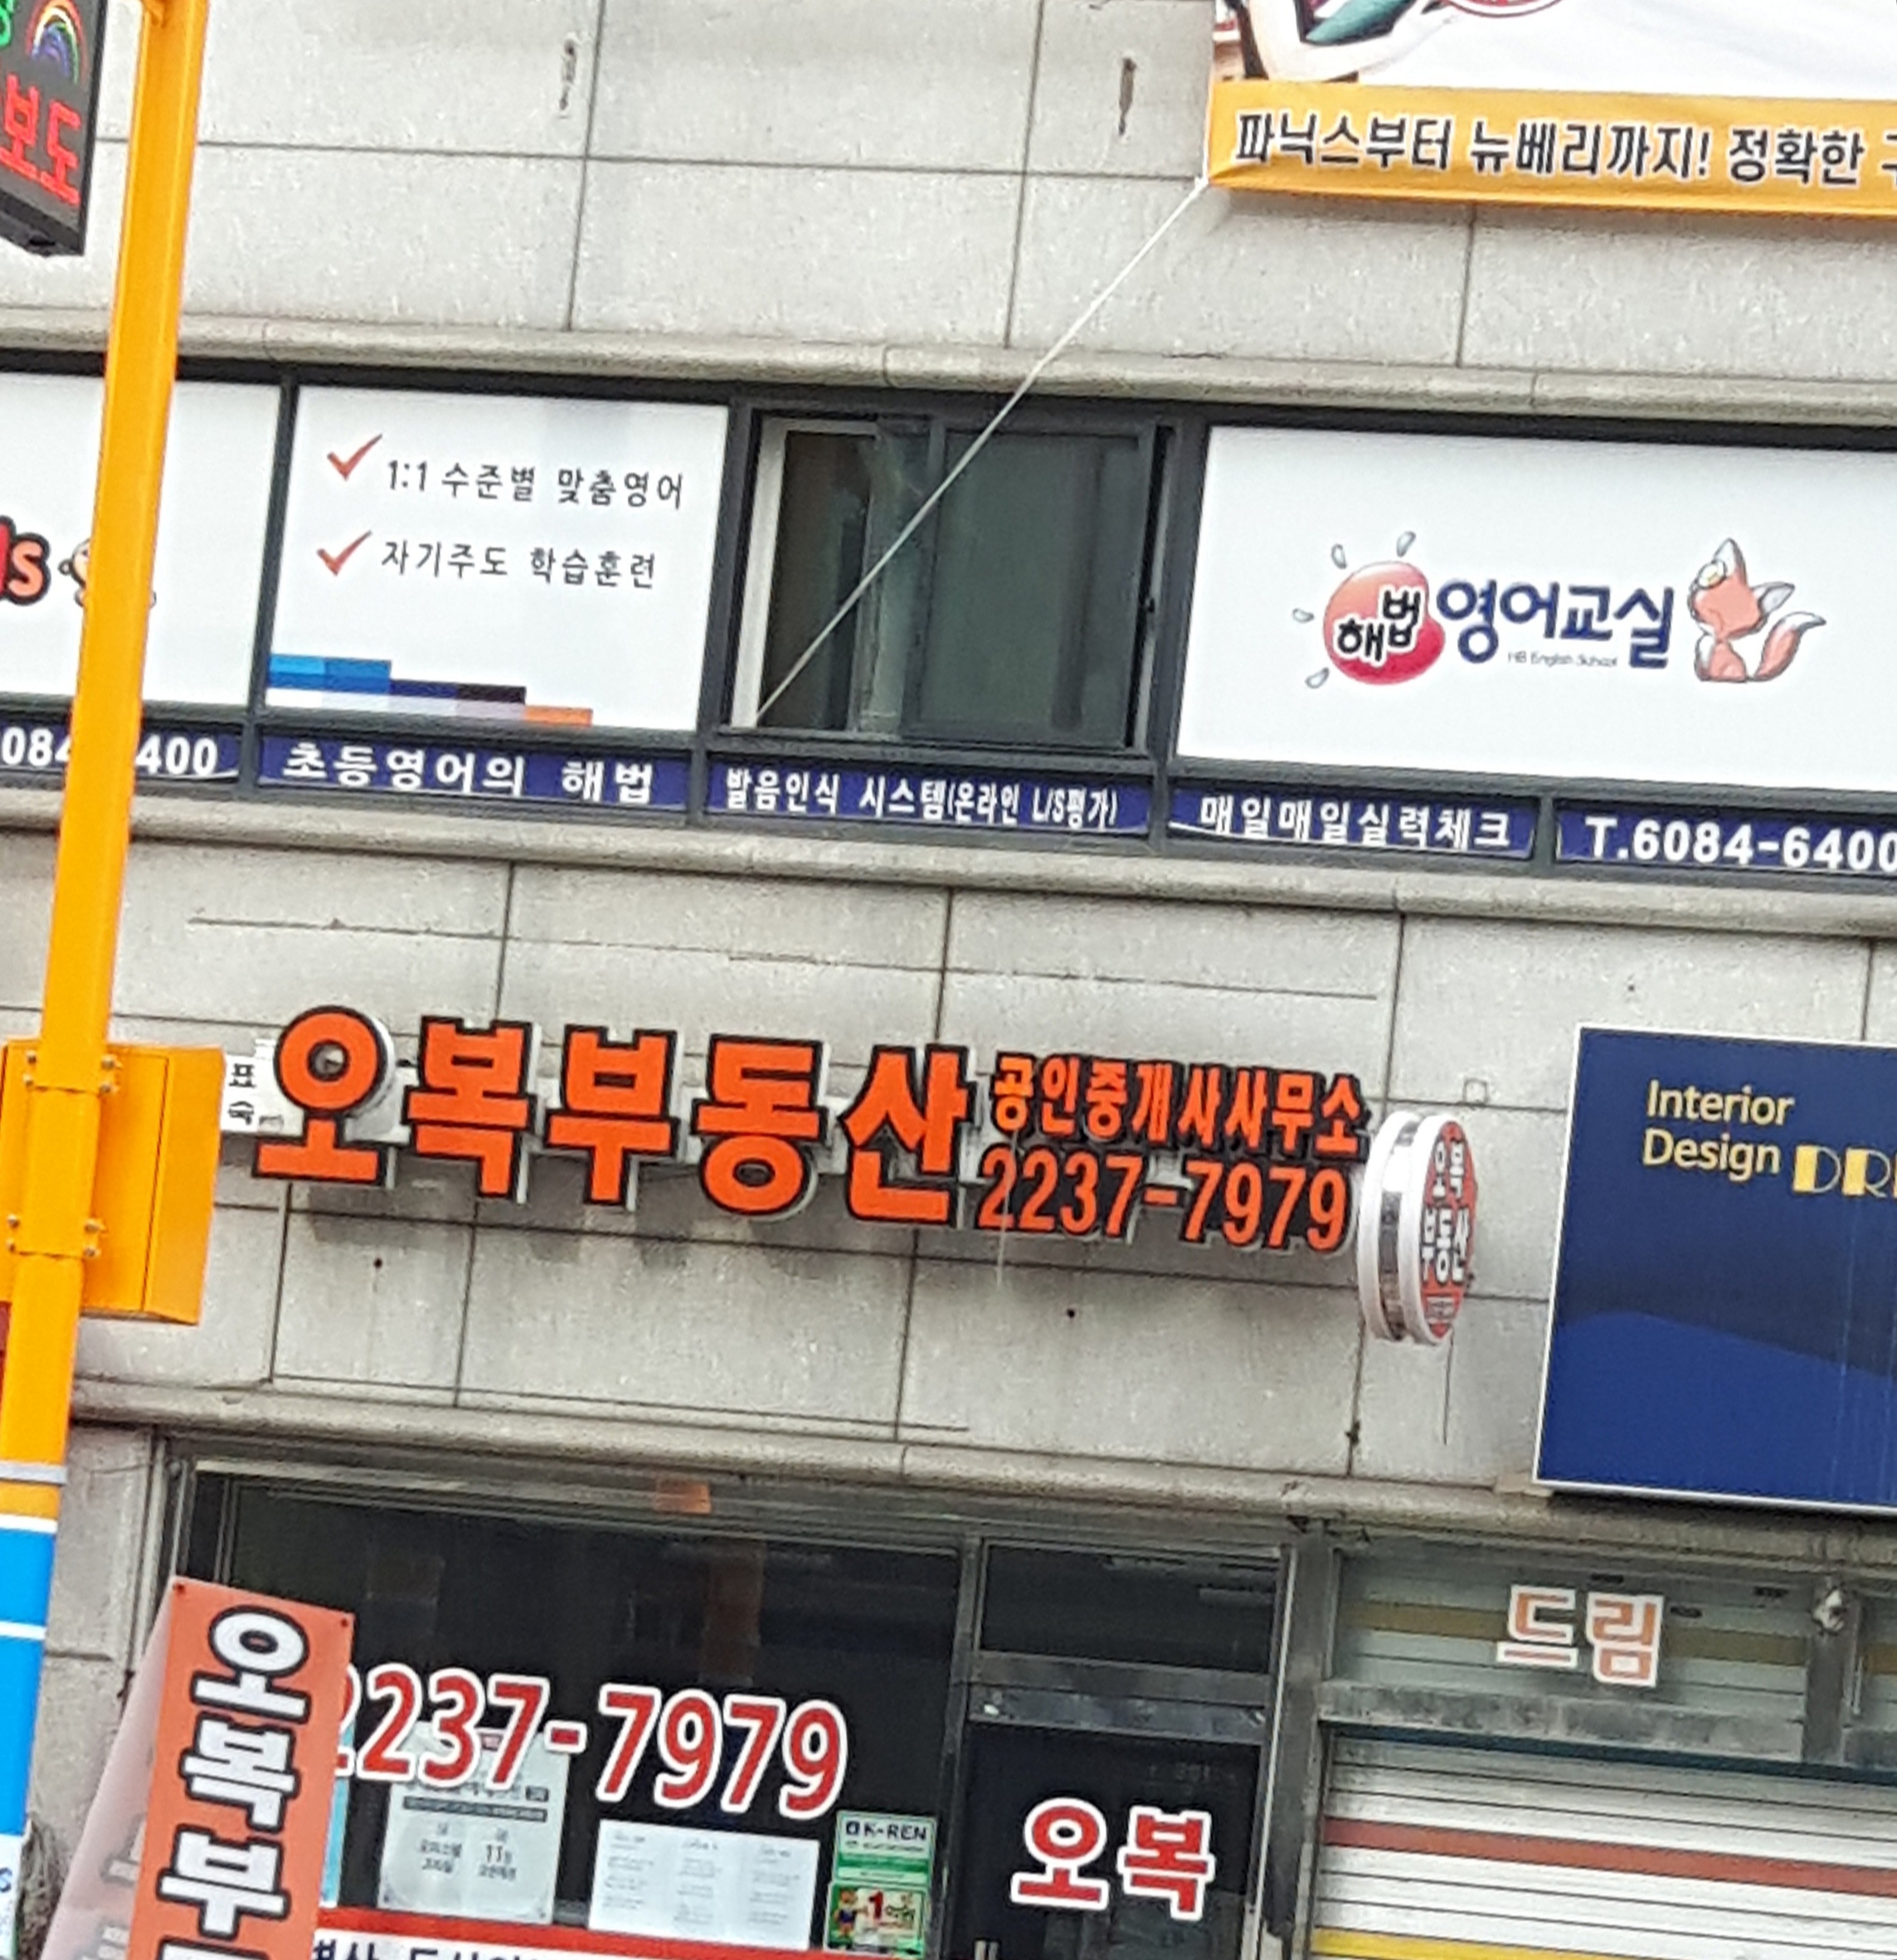 보도
파닉스부터 뉴베리까지! 정확한
1:1 수준별 맞춤영어
자기주도 학습훈련
해법영어교실
HB English School
400
초등영어의 해법
발음인식 시스템(온라인 L/S평가)
매일매일실력체크
T.6084-6400
오복부동산
공인중개사사무소
2237-7979
오복
부동산
Interior
Design
드림
2237-7979
오복
오복부
K-REN